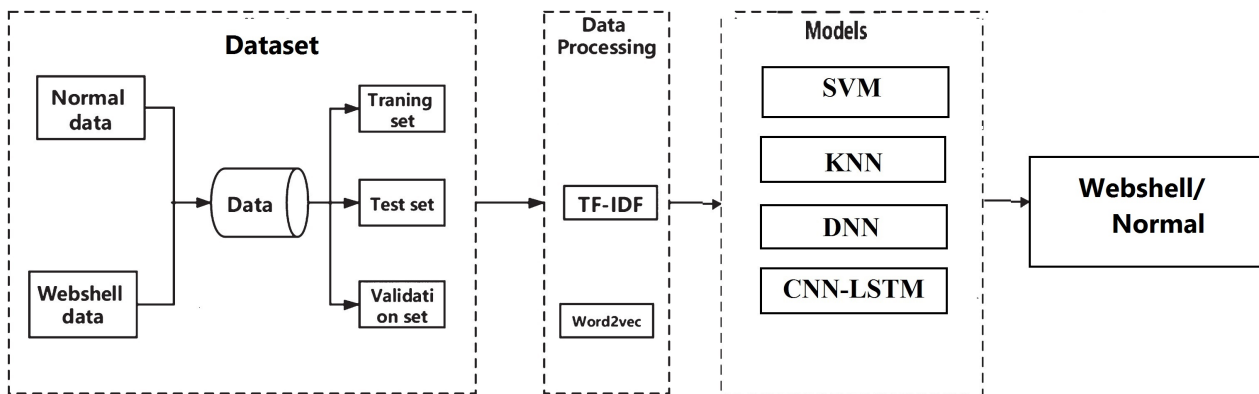 Dataset
Normal
data
Webshell
data
Data
Traning
set
Test set
Validati
on set
Data
Processing
TF-IDF
Word2vec
Models
SVM
KNN
DNN
CNN-LSTM
Webshell/
Normal